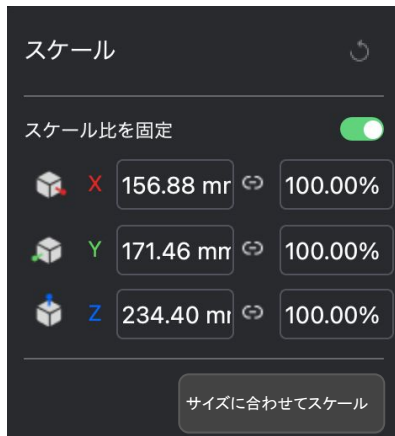 スケール
スケール比を固定
X 156.88 mr 100.00%
Y 171.46 mm 100.00%
Z 234.40 mr 100.00%
サイズに合わせてスケール